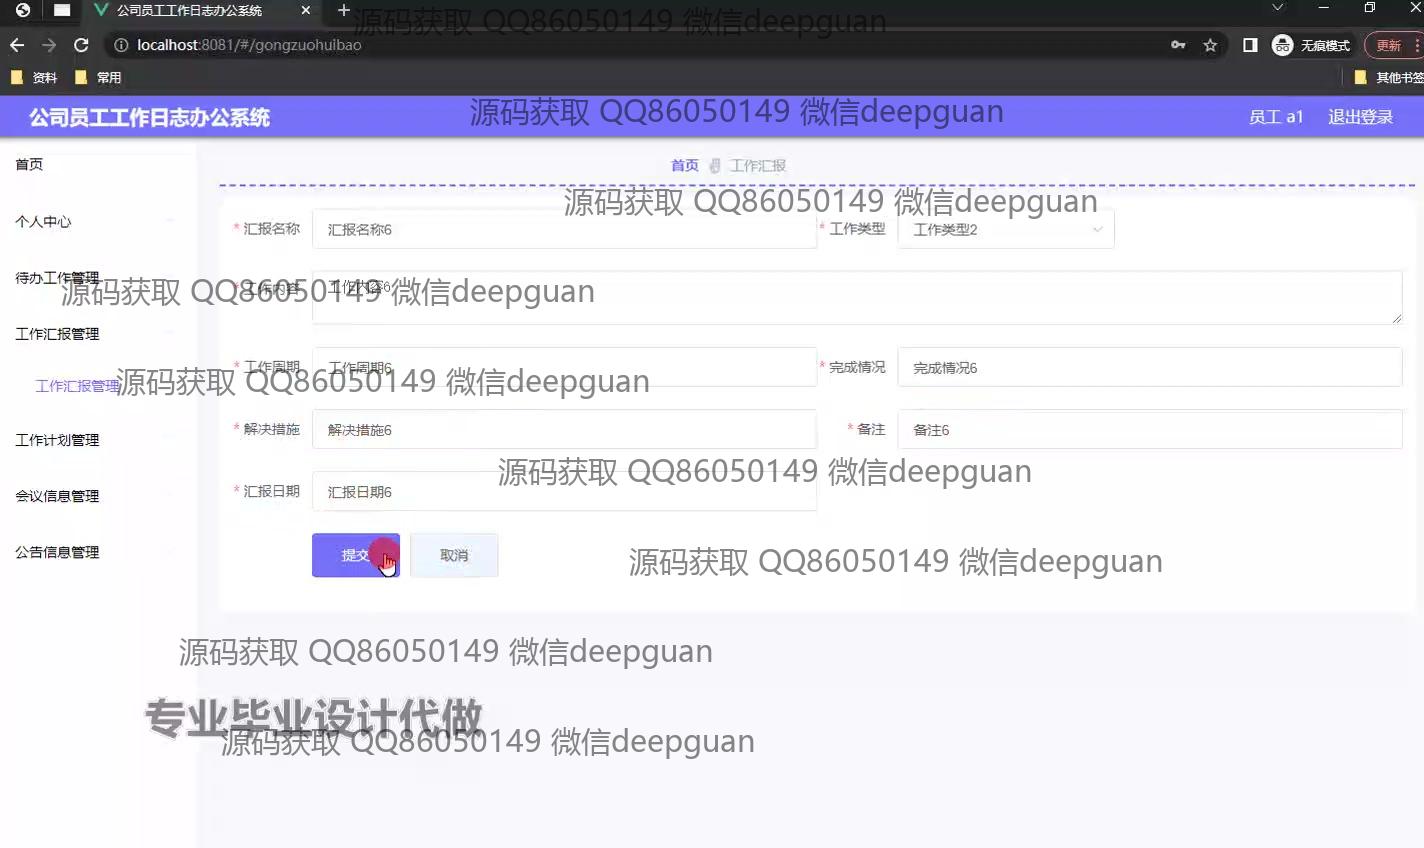 公司员工工作日志办公系统
源码获取 QQ86050149 微信deepguan
localhost:8081/#/gongzuohuibao
无痕模式
更新
资料
常用
其他书签
公司员工工作日志办公系统
源码获取 QQ86050149 微信deepguan
员工 a1
退出登录
首页
首页
工作汇报
源码获取 QQ86050149 微信deepguan
个人中心
* 汇报名称
汇报名称6
* 工作类型
工作类型2
待办工作管理
源码获取 QQ86050149 微信deepguan
* 工作内容
工作内容6
工作汇报管理
* 工作周期
工作周期6
* 完成情况
完成情况6
工作汇报管理
源码获取 QQ86050149 微信deepguan
工作计划管理
* 解决措施
解决措施6
* 备注
备注6
源码获取 QQ86050149 微信deepguan
会议信息管理
* 汇报日期
汇报日期6
公告信息管理
提交
取消
源码获取 QQ86050149 微信deepguan
源码获取 QQ86050149 微信deepguan
专业毕业设计代做
源码获取 QQ86050149 微信deepguan